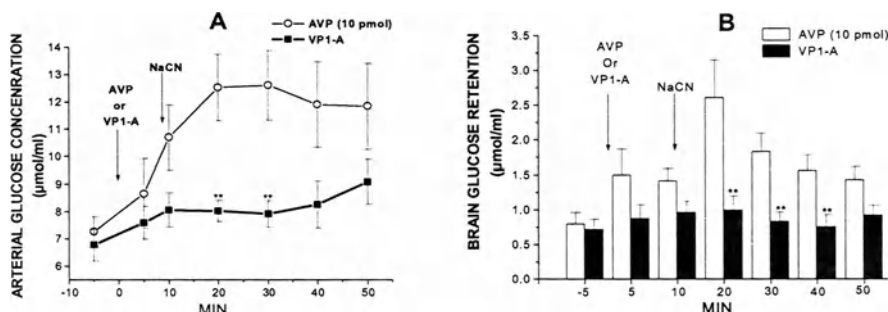 A
AVP (10 pmol)
VP1-A
ARTERIAL GLUCOSE CONCENRATION
(μmol/ml)
14
13
12
11
10
9
8
7
6
5
AVP
or
VP1-A
NaCN
**
**
-10
0
10
20
30
40
50
MIN
B
AVP (10 pmol)
VP1-A
BRAIN GLUCOSE RETENTION
(μmol/ml)
3.5
3.0
2.5
2.0
1.5
1.0
0.5
0.0
AVP
Or
VP1-A
NaCN
**
**
**
-5
5
10
20
30
40
50
MIN